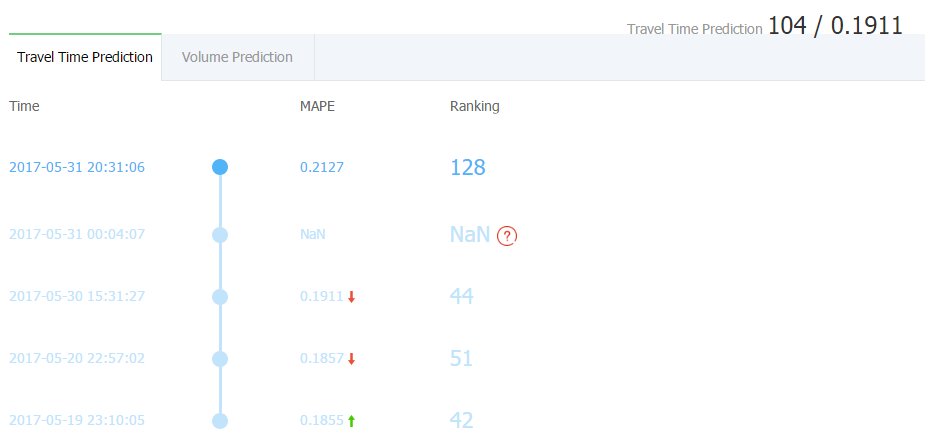 Travel Time Prediction 104 / 0.1911
Travel Time Prediction Volume Prediction
Time MAPE Ranking
2017-05-31 20:31:06 0.2127 128
2017-05-31 00:04:07 NaN NaN ?
2017-05-30 15:31:27 0.1911 44
2017-05-20 22:57:02 0.1857 51
2017-05-19 23:10:05 0.1855 42